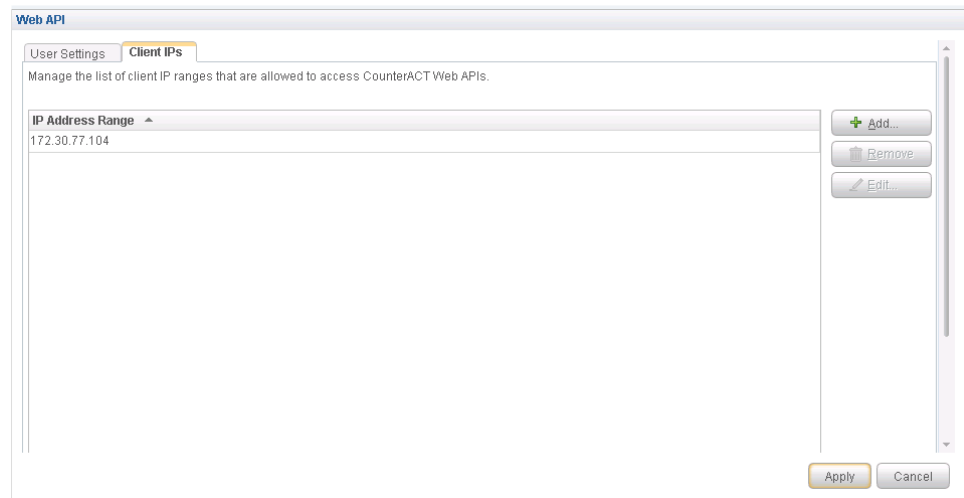 Web API
User Settings
Client IPs
Manage the list of client IP ranges that are allowed to access CounterACT Web APIs.
IP Address Range
172.30.77.104
Add...
Remove
Edit...
Apply
Cancel